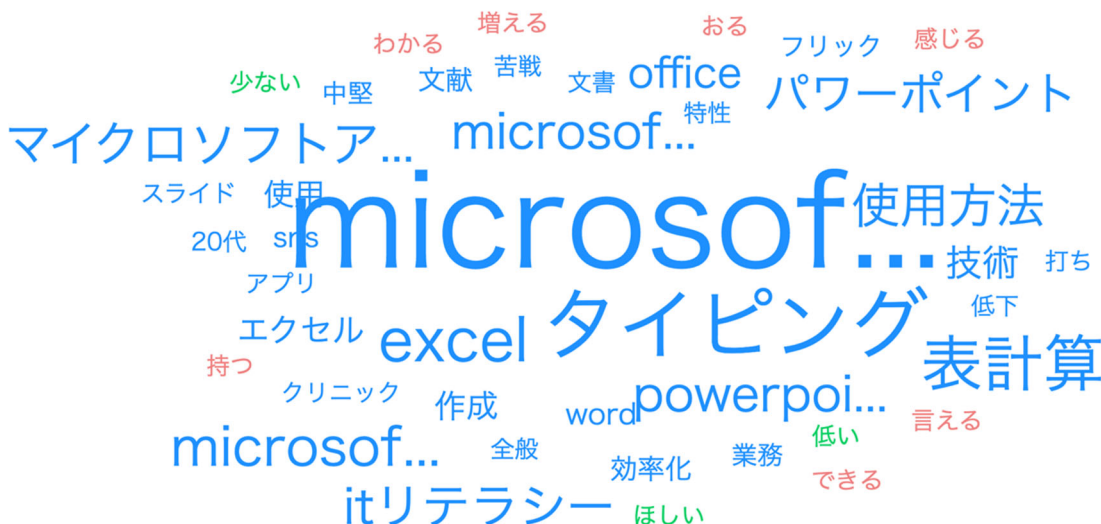 増える
おる
わかる
フリック
感じる
少ない
中堅
文献
苦戦
文書
office
パワーポイント
特性
マイクロソフトア...
microsof...
スライド
使用
microsof...
使用方法
20代
sns
技術
打ち
アプリ
低下
エクセル
excel
タイピング
表計算
持つ
クリニック
作成
word
powerpoi...
言える
microsof...
全般
効率化
業務
低い
できる
itリテラシー
ほしい